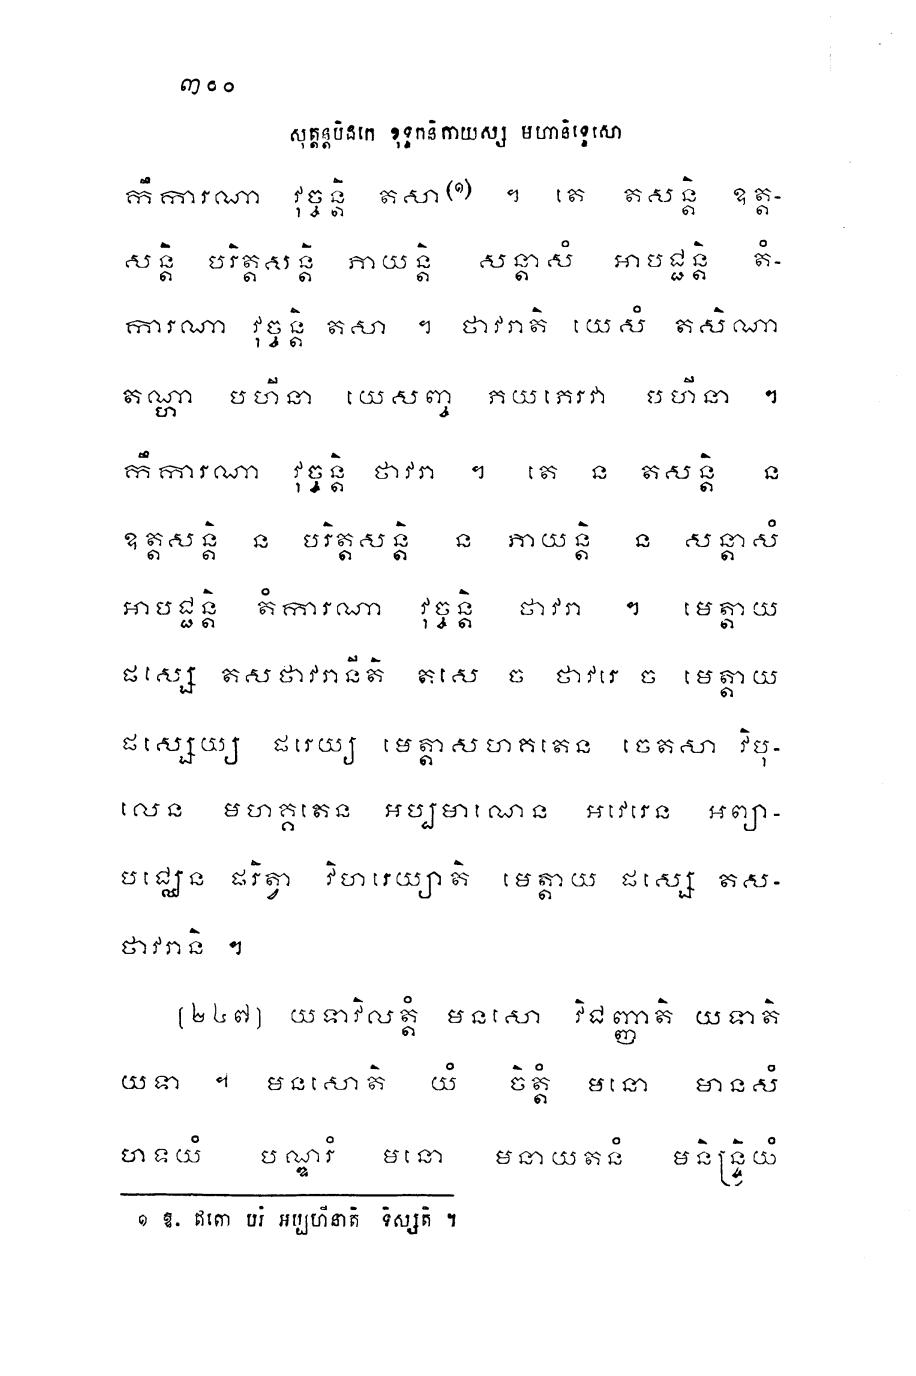 ៣០០
សុត្តន្តបិដកេ ខុទ្ទកនិកាយស្ស មហានិទ្ទេសោ
កឹការណា វុច្ចន្តិ តសា(១) ។ តេ តសន្តិ ឧត្ត-
សន្តិ បរិត្តសន្តិ ភាយន្តិ សន្តាសំ អាបជ្ជន្តិ តំ-
ការណា វុច្ចន្តិ តសា ។ ថាវរាតិ យេសំ តសិណា
តណ្ហា បហីនា យេសញ្ច ភយភេរវា បហីនា ។
កឹការណា វុច្ចន្តិ ថាវរា ។ តេ ន តសន្តិ ន
ឧត្តសន្តិ ន បរិត្តសន្តិ ន ភាយន្តិ ន សន្តាសំ
អាបជ្ជន្តិ តំការណា វុច្ចន្តិ ថាវរា ។ មេត្តាយ
ផស្សេ តសថាវរានីតិ តសេ ច ថាវរេ ច មេត្តាយ
ផស្សេយ្យ ផរេយ្យ មេត្តាសហគតេន ចេតសា វិបុ-
លេន មហគ្គតេន អប្បមាណេន អវេរេន អព្យា-
បជ្ឈេន ផរិត្វា វិហរេយ្យាតិ មេត្តាយ ផស្សេ តស-
ថាវរានិ ។
(២៤៧) យទាវិលត្តំ មនសោ វិជញ្ញាតិ យទាតិ
យទា ។ មនសោតិ យំ ចិត្តំ មនោ មានសំ
ហទយំ បណ្ឌរំ មនោ មនាយតនំ មនិន្ទ្រិយំ
១ ឱ. ឥតោ បរំ អប្បហីនាតិ ទិស្សតិ ។